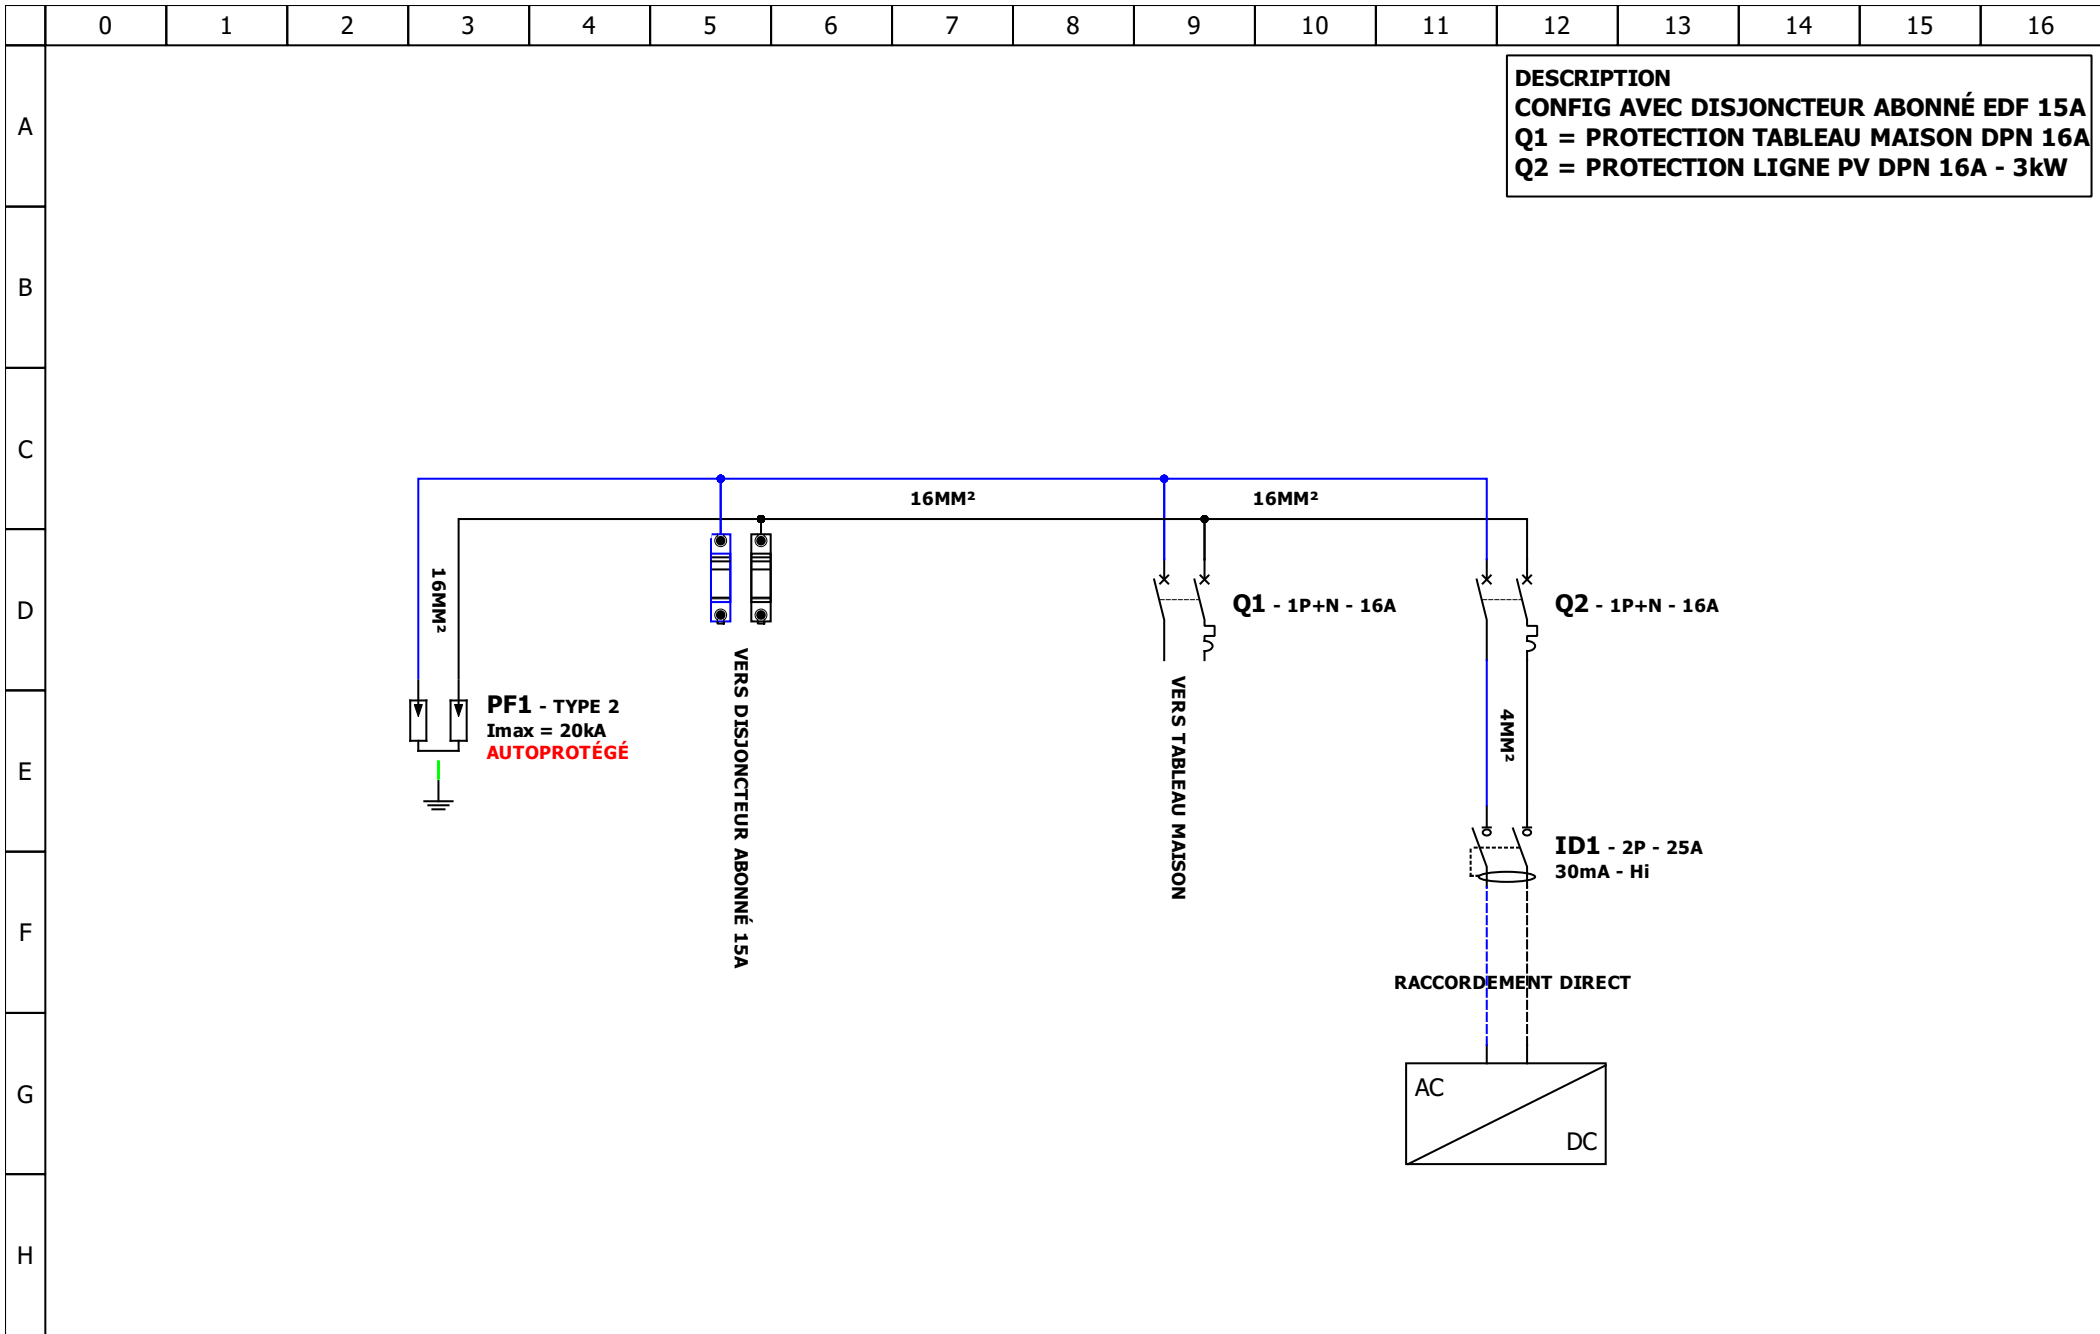 0 1 2 3 4 5 6 7 8 9 10 11 12 13 14 15 16
DESCRIPTION
CONFIG AVEC DISJONCTEUR ABONNÉ EDF 15A
Q1 = PROTECTION TABLEAU MAISON DPN 16A
Q2 = PROTECTION LIGNE PV DPN 16A - 3kW
A
B
C
D
E
F
G
H
16MM²
16MM²
16MM²
Q1 - 1P+N - 16A
Q2 - 1P+N - 16A
PF1 - TYPE 2
Imax = 20kA
AUTOPROTÉGÉ
VERS DISJONCTEUR ABONNÉ 15A
VERS TABLEAU MAISON
4MM²
ID1 - 2P - 25A
30mA - Hi
RACCORDEMENT DIRECT
AC
DC